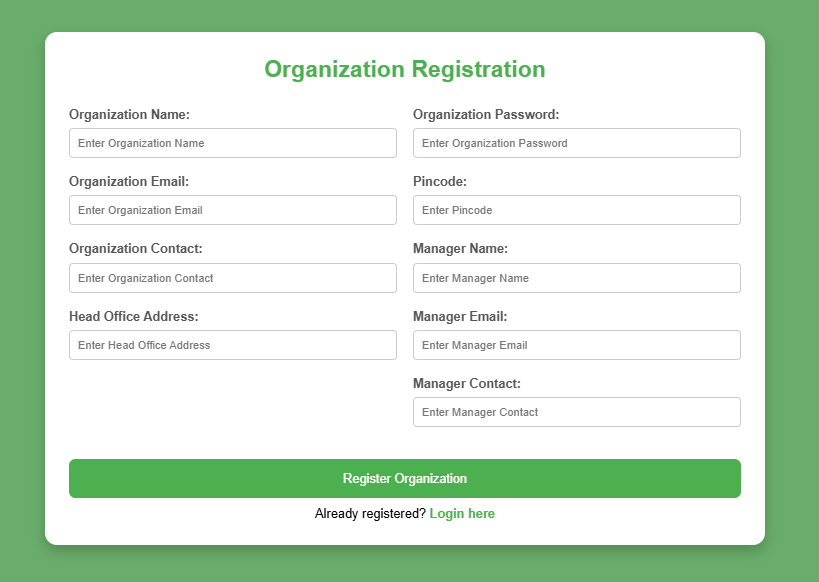 Organization Registration
Organization Name:
Enter Organization Name
Organization Email:
Enter Organization Email
Organization Contact:
Enter Organization Contact
Head Office Address:
Enter Head Office Address
Organization Password:
Enter Organization Password
Pincode:
Enter Pincode
Manager Name:
Enter Manager Name
Manager Email:
Enter Manager Email
Manager Contact:
Enter Manager Contact
Register Organization
Already registered? Login here